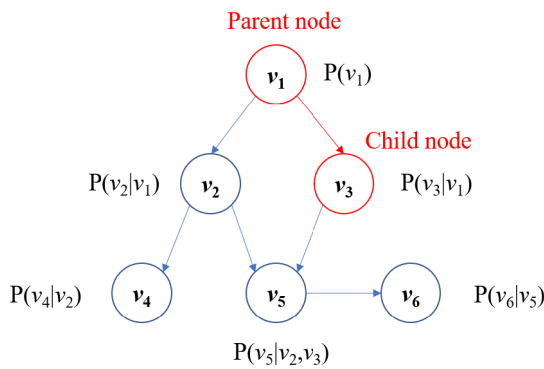 Parent node
v₁
P(v₁)
Child node
P(v₂|v₁)
v₂
v₃
P(v₃|v₁)
P(v₄|v₂)
v₄
v₅
v₆
P(v₆|v₅)
P(v₅|v₂,v₃)